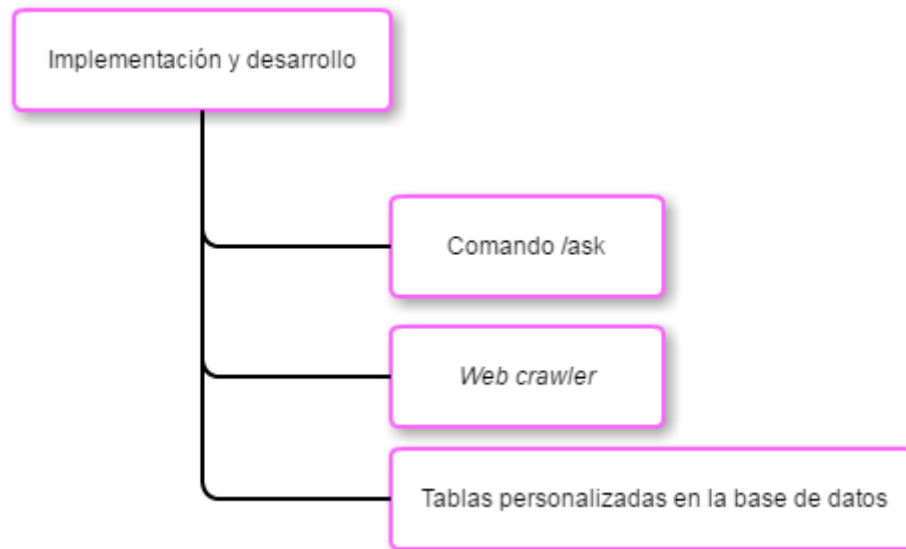 Implementación y desarrollo
Comando /ask
Web crawler
Tablas personalizadas en la base de datos